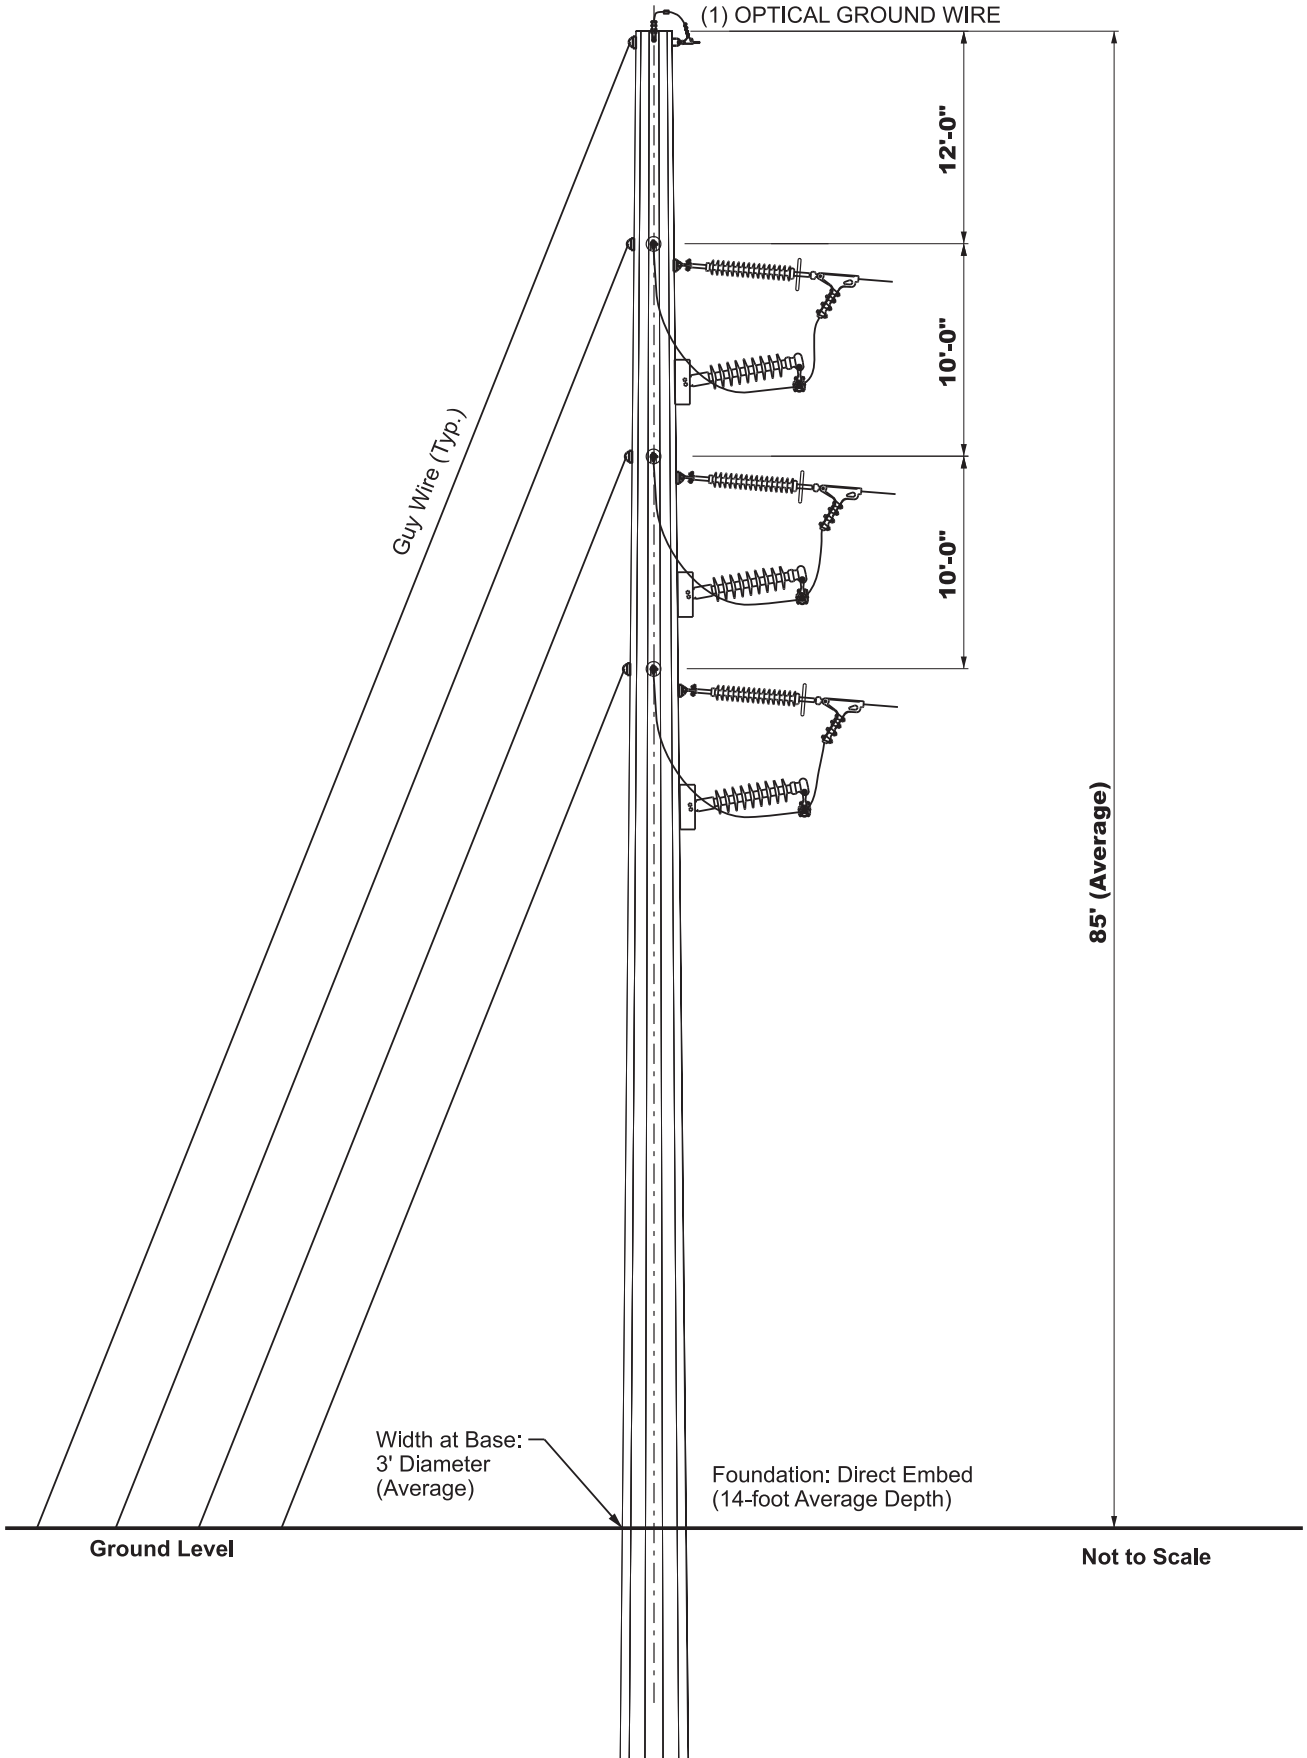 (1) OPTICAL GROUND WIRE
12'-0"
10'-0"
Guy Wire (Typ.)
10'-0"
85' (Average)
Width at Base:
3' Diameter
(Average)
Foundation: Direct Embed
(14-foot Average Depth)
Ground Level
Not to Scale